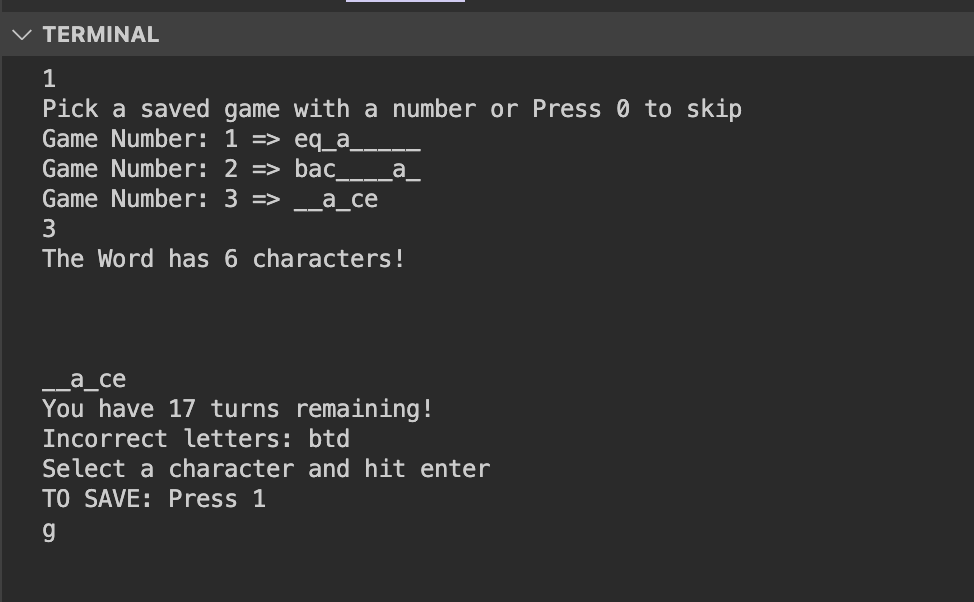 TERMINAL
1
Pick a saved game with a number or Press 0 to skip
Game Number: 1 => eq_a_____
Game Number: 2 => bac____a_
Game Number: 3 => __a_ce
3
The Word has 6 characters!
__a_ce
You have 17 turns remaining!
Incorrect letters: btd
Select a character and hit enter
TO SAVE: Press 1
g